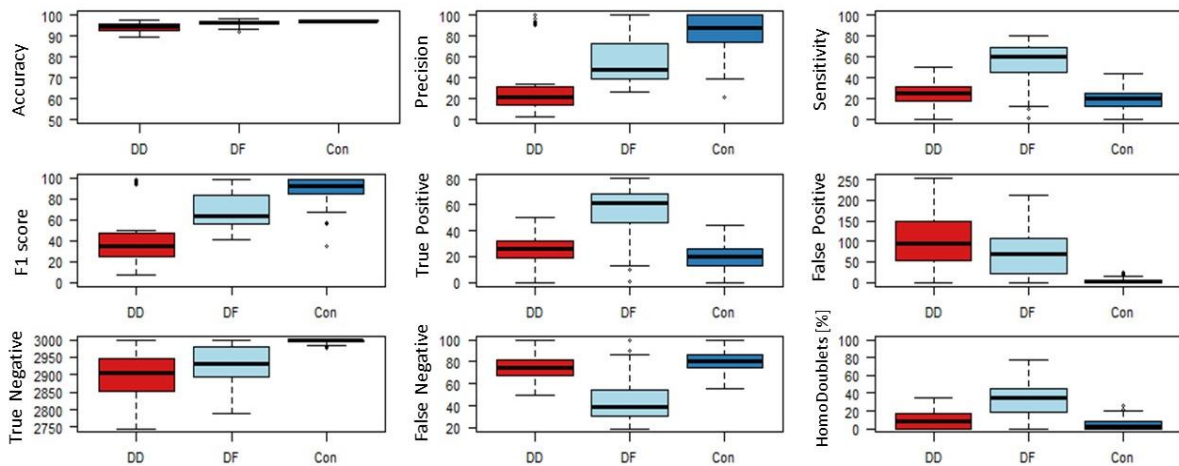 Accuracy
100
90
80
70
60
50
DD DF Con
Precision
100
80
60
40
20
0
DD DF Con
Sensitivity
100
80
60
40
20
0
DD DF Con
F1 score
100
80
60
40
20
0
DD DF Con
True Positive
80
60
40
20
0
DD DF Con
False Positive
250
200
150
100
50
0
DD DF Con
True Negative
3000
2950
2900
2850
2800
2750
DD DF Con
False Negative
100
80
60
40
20
DD DF Con
HomoDoublets [%]
100
80
60
40
20
0
DD DF Con